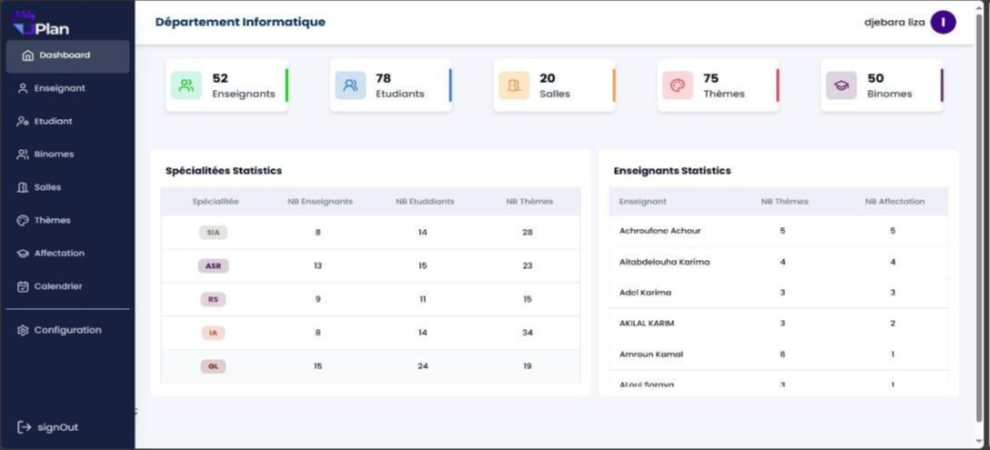 Plan
Département Informatique
djebara liza
I
Dashboard
Enseignant
Etudiant
Binomes
Salles
Thèmes
Affectation
Calendrier
Configuration
signOut
52
Enseignants
78
Etudiants
20
Salles
75
Thèmes
50
Binomes
Spécialitées Statistics
Spécialitée NB Enseignants NB Etuddiants NB Thèmes
SIA 8 14 28
ASR 13 15 23
RS 9 11 15
IA 8 14 34
GL 15 24 19
Enseignants Statistics
Enseignant NB Thèmes NB Affectation
Achroufene Achour 5 5
Aitabdelouha Karima 4 4
Adel Karima 3 3
AKILAL KARIM 3 2
Amroun Kamal 6 1
ALoui Soraya 3 1